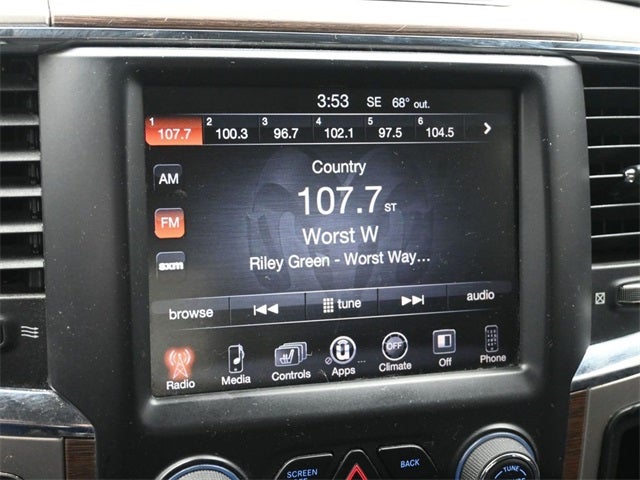 3:53 SE 68° out.
1 107.7 2 100.3 3 96.7 4 102.1 5 97.5 6 104.5
Country
AM
107.7 ST
FM
Worst W
Riley Green - Worst Way...
sxm
browse tune audio
Radio Media Controls Apps OFF Climate Off Phone
SCREEN
BACK
TUNE